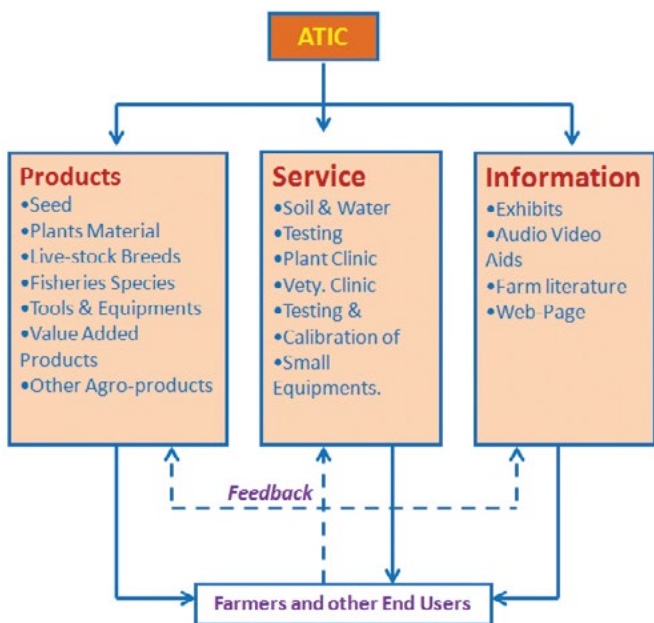 ATIC
Products
•Seed
•Plants Material
•Live-stock Breeds
•Fisheries Species
•Tools & Equipments
•Value Added
Products
•Other Agro-products
Service
•Soil & Water
•Testing
•Plant Clinic
•Vety. Clinic
•Testing &
•Calibration of
•Small
Equipments.
Information
•Exhibits
•Audio Video
Aids
•Farm literature
•Web-Page
Feedback
Farmers and other End Users